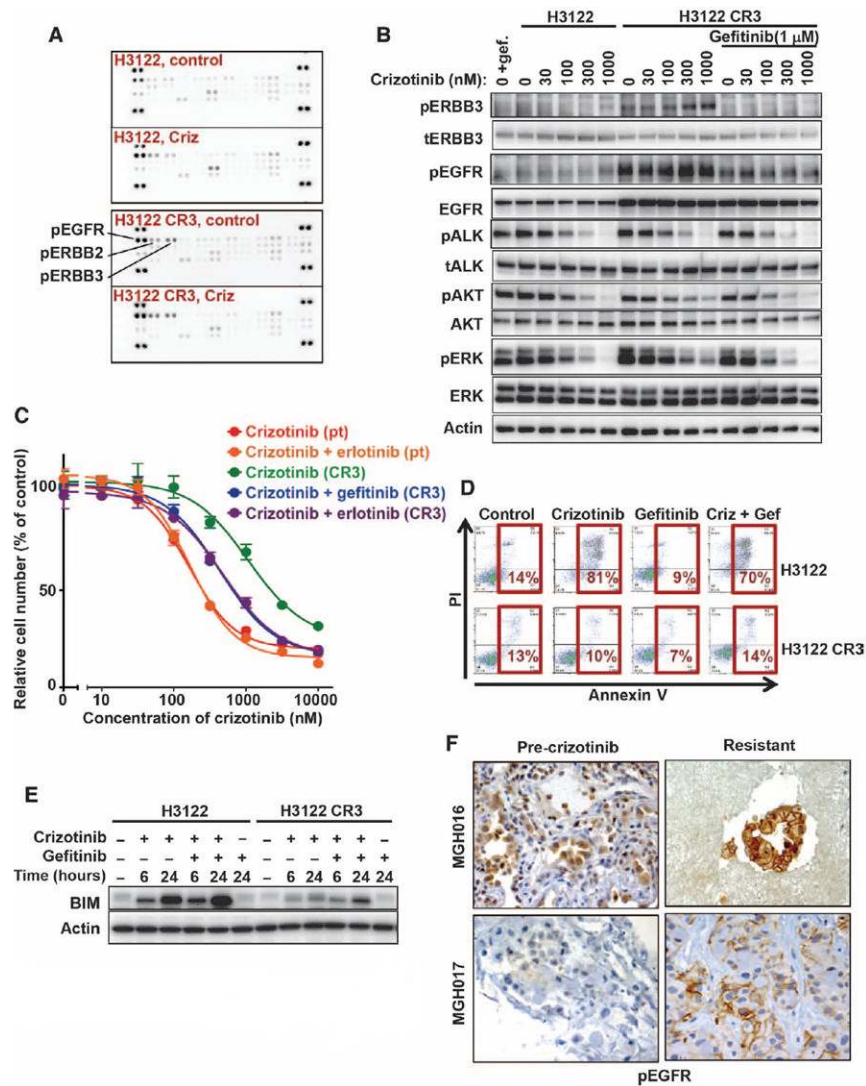 A
H3122, control
H3122, Criz
H3122 CR3, control
pEGFR
pERBB2
pERBB3
H3122 CR3, Criz
B
H3122
H3122 CR3
Gefitinib(1 μM)
Crizotinib (nM):
0 +gef.
0
30
100
300
1000
0
30
100
300
1000
0
30
100
300
1000
pERBB3
tERBB3
pEGFR
EGFR
pALK
tALK
pAKT
AKT
pERK
ERK
Actin
C
Crizotinib (pt)
Crizotinib + erlotinib (pt)
Crizotinib (CR3)
Crizotinib + gefitinib (CR3)
Crizotinib + erlotinib (CR3)
Relative cell number (% of control)
100
50
0
0 10 100 1000 10000
Concentration of crizotinib (nM)
D
Control Crizotinib Gefitinib Criz + Gef
14% 81% 9% 70%
H3122
PI
13% 10% 7% 14%
H3122 CR3
Annexin V
E
H3122 H3122 CR3
Crizotinib – + + + + – – + + + + –
Gefitinib – – – + + + – – – + + +
Time (hours) – 6 24 6 24 24 – 6 24 6 24 24
BIM
Actin
F
Pre-crizotinib Resistant
MGH016
MGH017
pEGFR